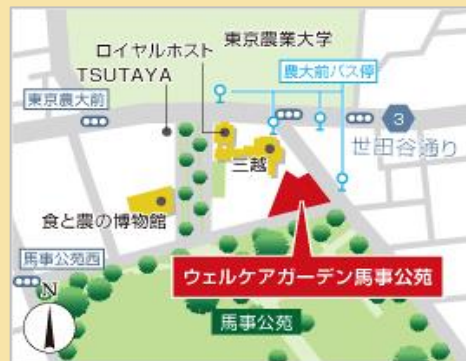 東京農業大学
ロイヤルホスト
TSUTAYA
農大前バス停
東京農大前
3
世田谷通り
三越
食と農の博物館
馬事公苑西
ウェルケアガーデン馬事公苑
N
馬事公苑